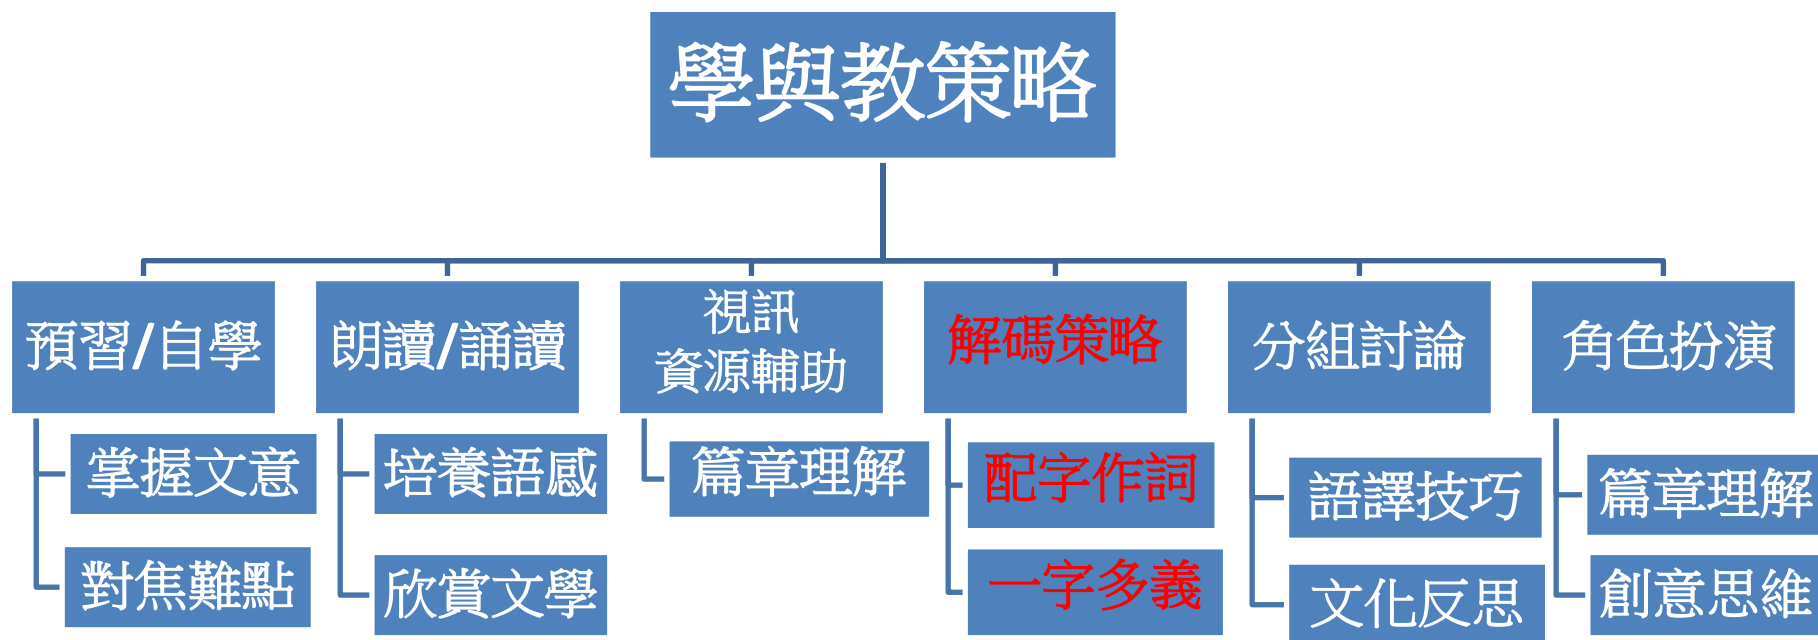 學與教策略
預習/自學
掌握文意
對焦難點
朗讀/誦讀
培養語感
欣賞文學
視訊
資源輔助
篇章理解
解碼策略
配字作詞
一字多義
分組討論
語譯技巧
文化反思
角色扮演
篇章理解
創意思維